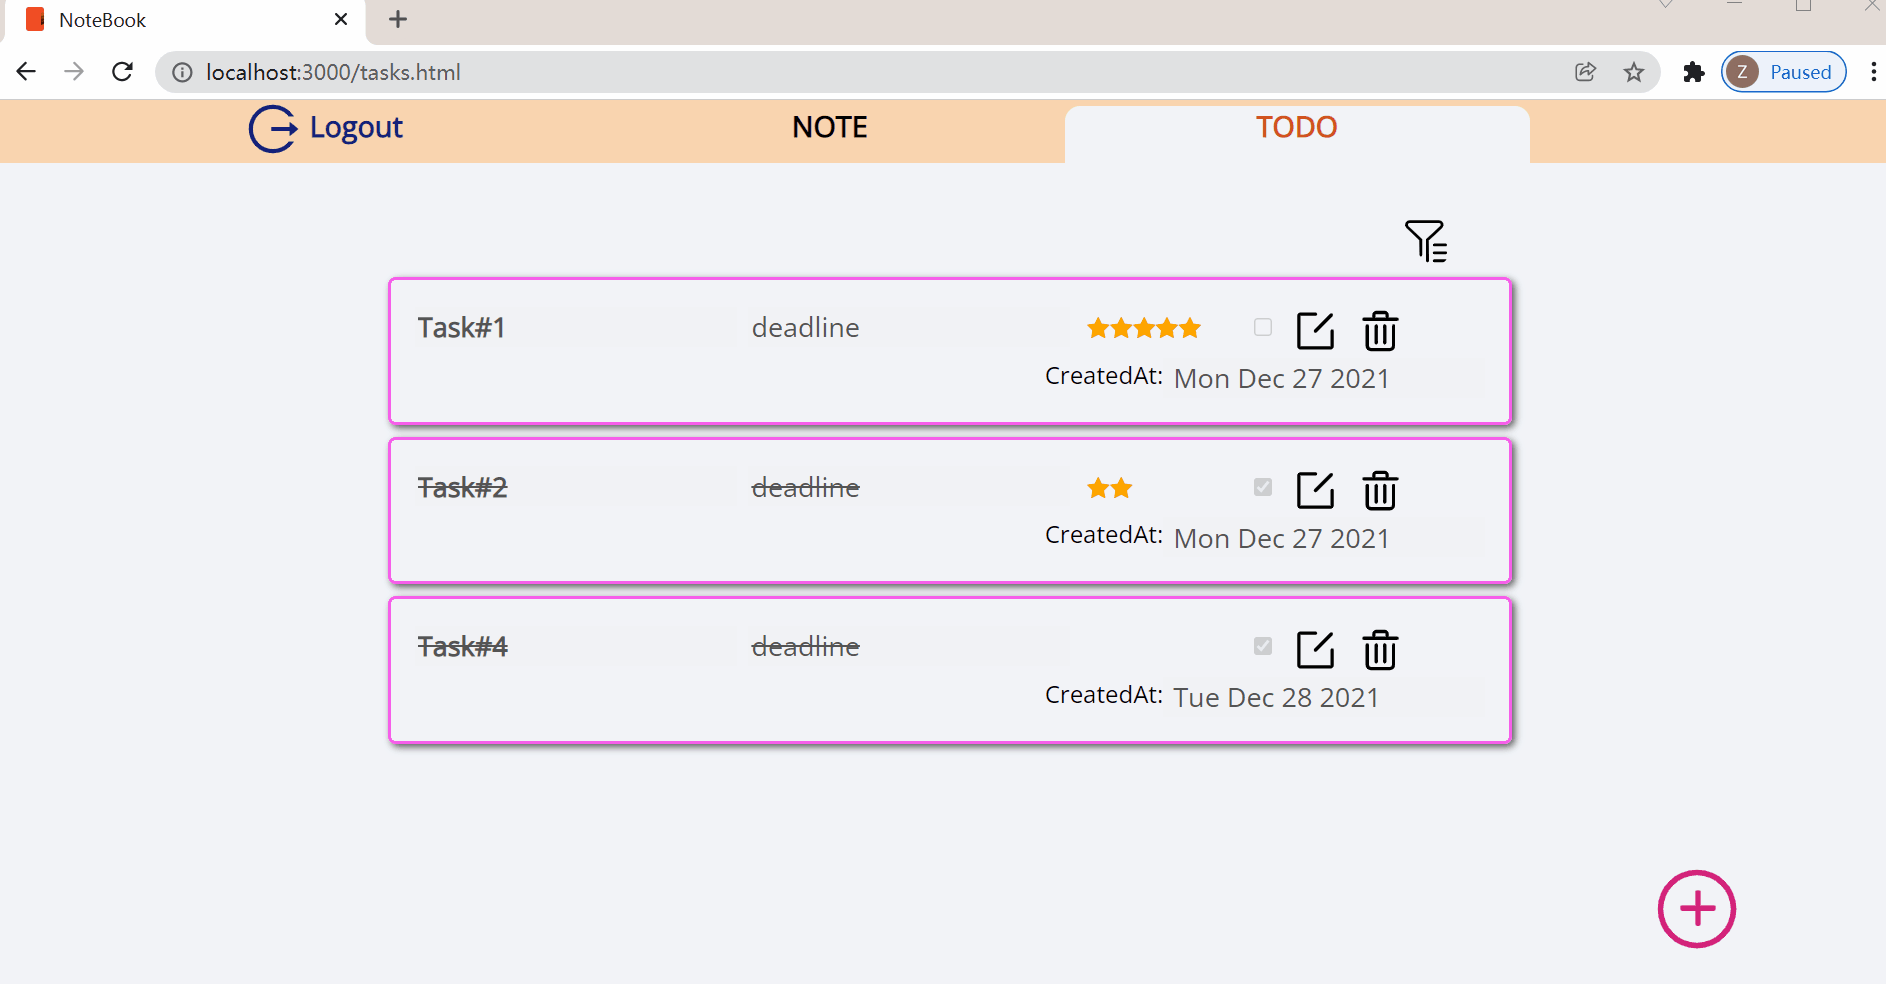 NoteBook
localhost:3000/tasks.html
Z Paused
Logout NOTE TODO
Task#1 deadline
CreatedAt: Mon Dec 27 2021
Task#2 deadline
CreatedAt: Mon Dec 27 2021
Task#4 deadline
CreatedAt: Tue Dec 28 2021